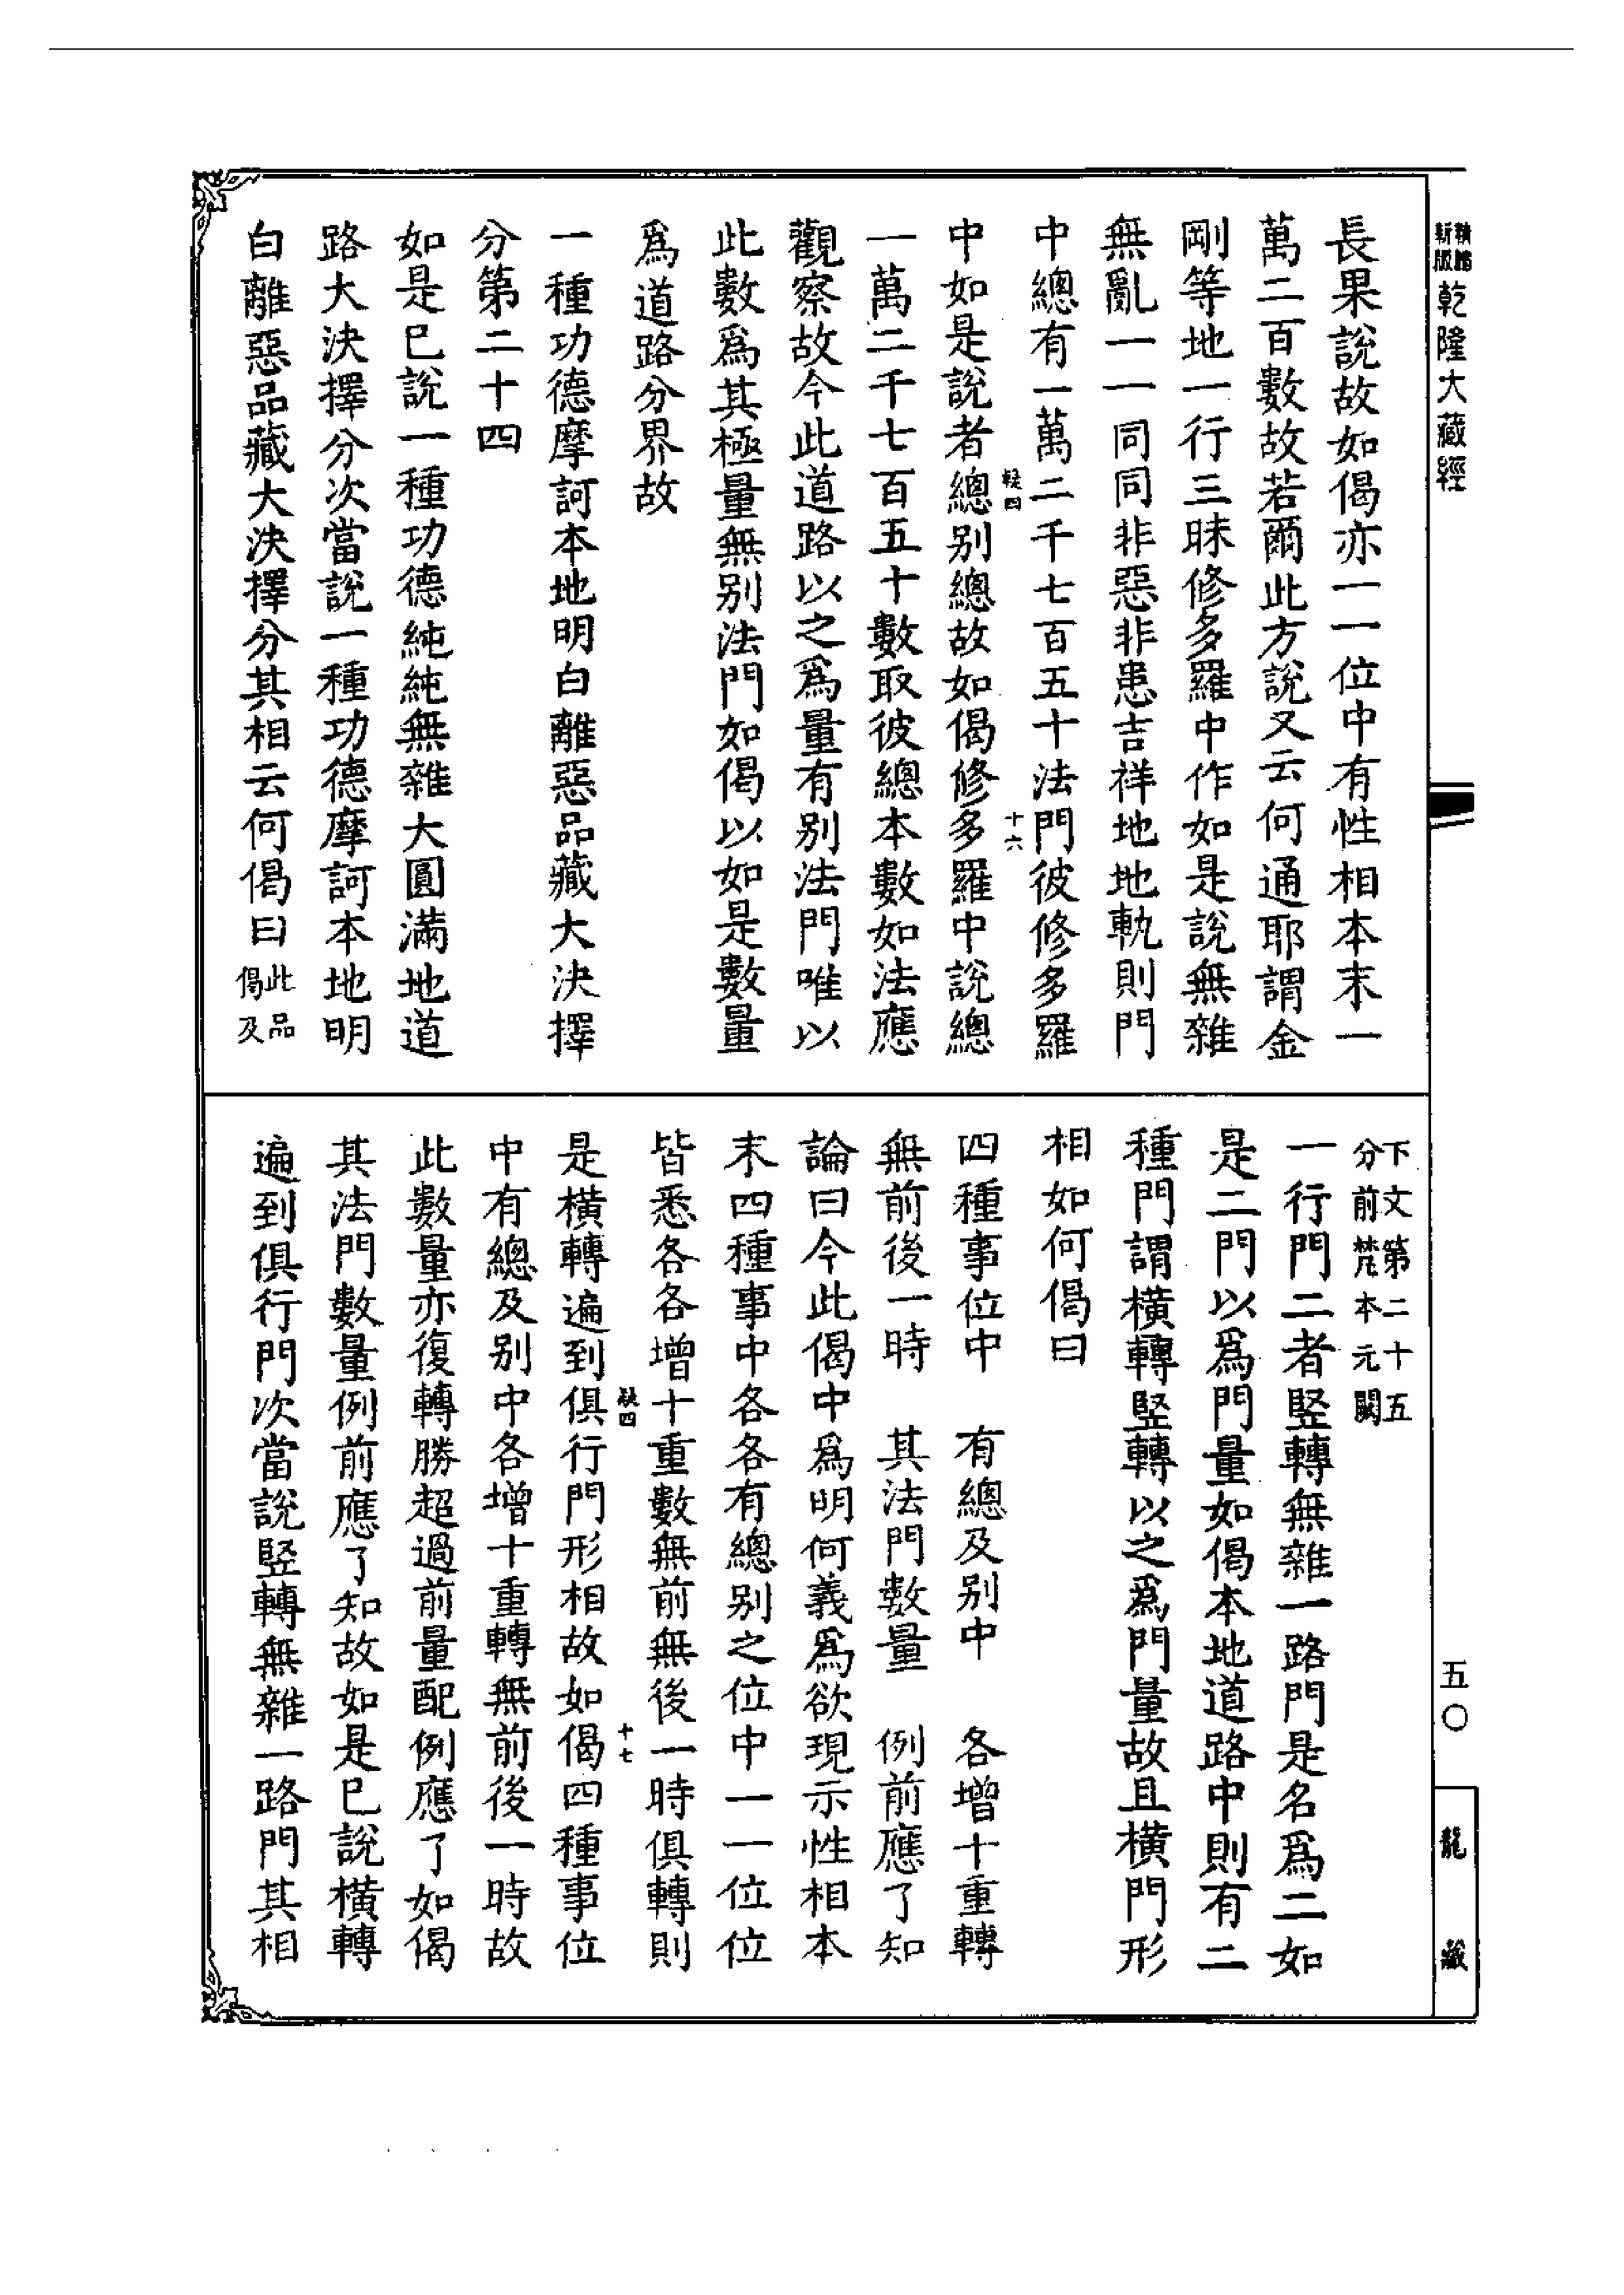 新版精縮乾隆大藏經
長果說故如偈亦一一位中有性相本末一
萬二百數故若爾此方說又云何通耶謂金
剛等地一行三昧修多羅中作如是說無雜
無亂一一同同非惡非患吉祥地地軌則門
中總有一萬二千七百五十法門彼修多羅
疑四
十六
中如是說者總別總故如偈修多羅中說總
一萬二千七百五十數取彼總本數如法應
觀察故今此道路以之爲量有別法門唯以
此數爲其極量無別法門如偈以如是數量
爲道路分界故
一種功德摩訶本地明白離惡品藏大決擇
分第二十四
如是已說一種功德純純無雜大圓滿地道
路大決擇分次當說一種功德摩訶本地明
白離惡品藏大決擇分其相云何偈曰此品
偈及
下文第二十五
分前梵本元闕
一行門二者竪轉無雜一路門是名爲二如
是二門以爲門量如偈本地道路中則有二
種門謂橫轉竪轉以之爲門量故且橫門形
相如何偈曰
四種事位中　有總及別中　各增十重轉
無前後一時　其法門數量　例前應了知
論曰今此偈中爲明何義爲欲現示性相本
末四種事中各各有總別之位中一一位位
皆悉各各增十重數無前無後一時俱轉則
疑四
十七
是橫轉遍到俱行門形相故如偈四種事位
中有總及別中各增十重轉無前後一時故
此數量亦復轉勝超過前量配例應了如偈
其法門數量例前應了知故如是已說橫轉
遍到俱行門次當說竪轉無雜一路門其相
五〇
龍藏